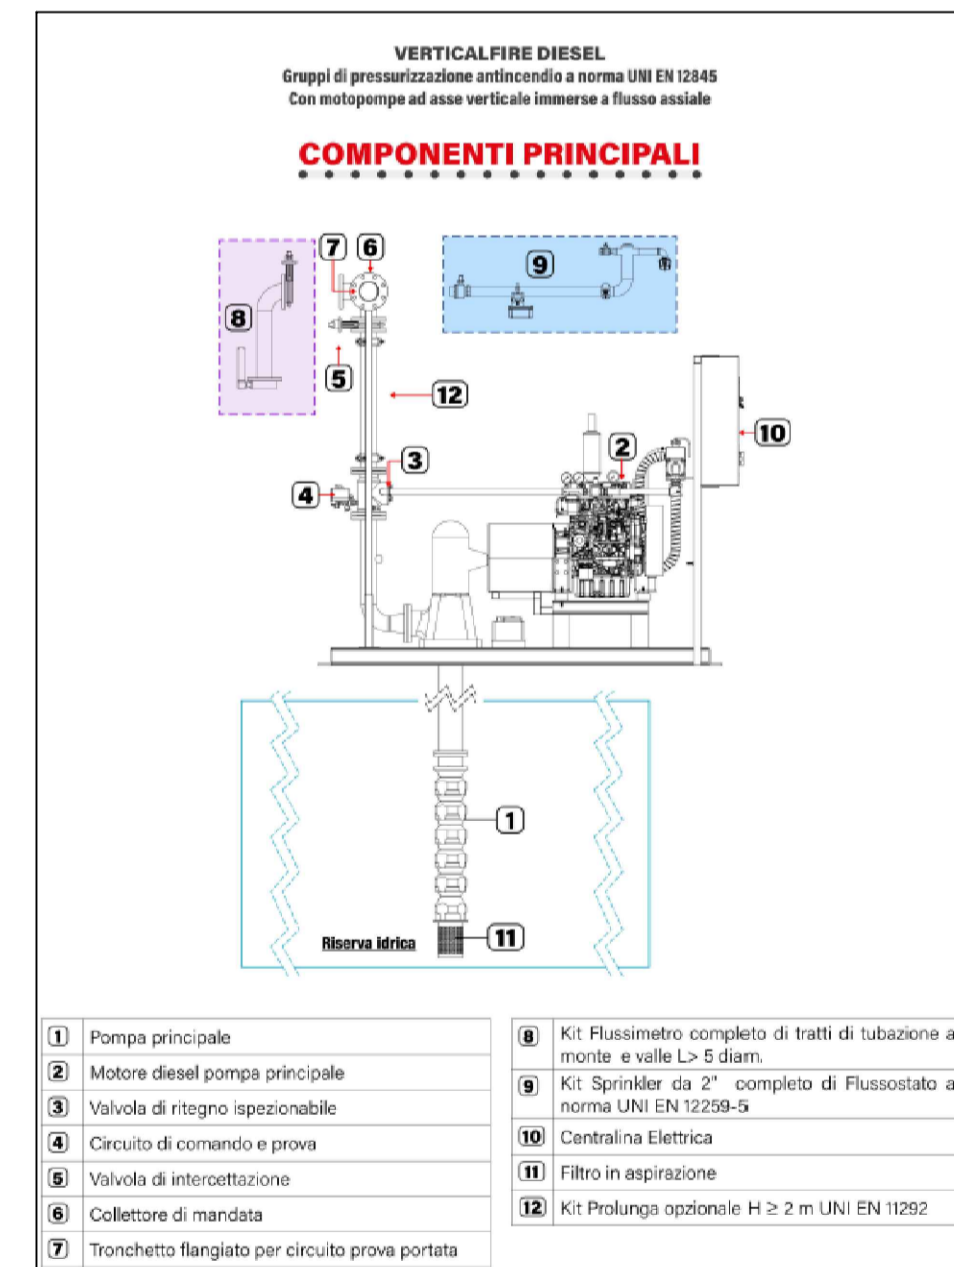 VERTICALFIRE DIESEL
Gruppi di pressurizzazione antincendio a norma UNI EN 12845
Con motopompe ad asse verticale immerse a flusso assiale
COMPONENTI PRINCIPALI
7
6
9
8
5
12
10
3
2
4
1
Riserva idrica
11
1 Pompa principale
2 Motore diesel pompa principale
3 Valvola di ritegno ispezionabile
4 Circuito di comando e prova
5 Valvola di intercettazione
6 Collettore di mandata
7 Tronchetto flangiato per circuito prova portata
8 Kit Flussimetro completo di tratti di tubazione a
monte e valle L> 5 diam.
9 Kit Sprinkler da 2" completo di Flussostato a
norma UNI EN 12259-5
10 Centralina Elettrica
11 Filtro in aspirazione
12 Kit Prolunga opzionale H ≥ 2 m UNI EN 11292